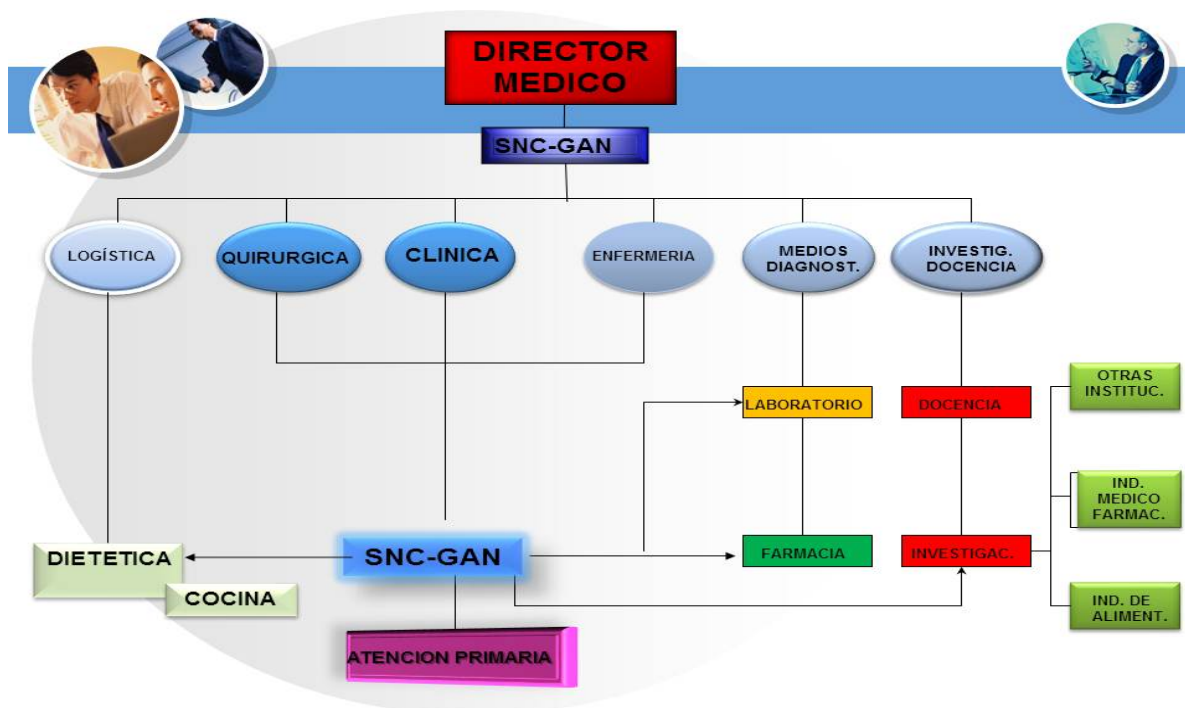 DIRECTOR
MEDICO
SNC-GAN
LOGÍSTICA
QUIRURGICA
CLINICA
ENFERMERIA
MEDIOS
DIAGNOST.
INVESTIG.
DOCENCIA
LABORATORIO
DOCENCIA
OTRAS
INSTITUC.
IND.
MEDICO
FARMAC.
DIETETICA
COCINA
SNC-GAN
FARMACIA
INVESTIGAC.
IND. DE
ALIMENT.
ATENCION PRIMARIA